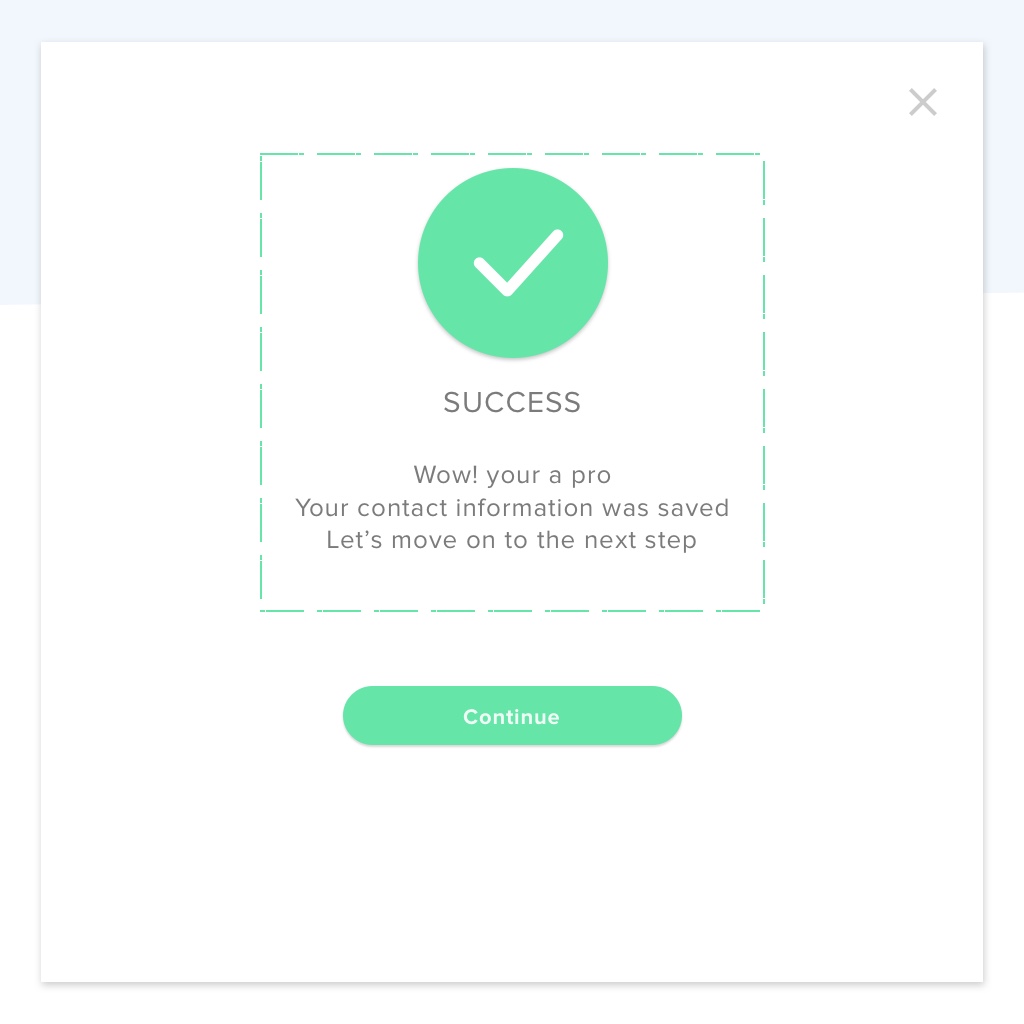 SUCCESS
Wow! your a pro
Your contact information was saved
Let’s move on to the next step
Continue